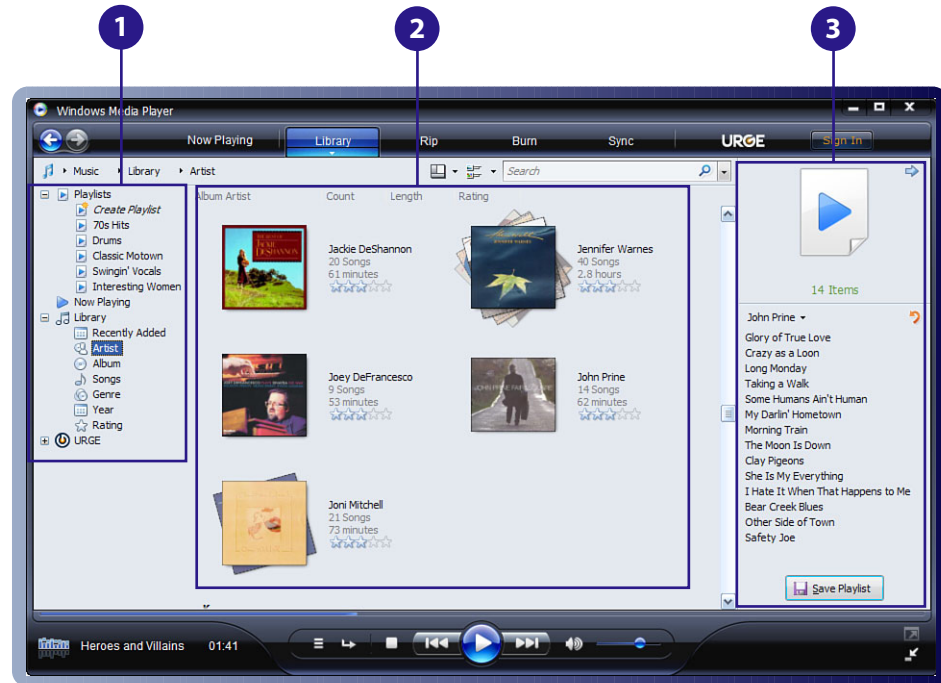 1
2
3
Windows Media Player
Now Playing
Library
Rip
Burn
Sync
URGE
Sign In
Music
Library
Artist
Search
Playlists
Create Playlist
70s Hits
Drums
Classic Motown
Swingin' Vocals
Interesting Women
Now Playing
Library
Recently Added
Artist
Album
Songs
Genre
Year
Rating
URGE
Album Artist Count Length Rating
Jackie DeShannon
20 Songs
61 minutes
Jennifer Warnes
40 Songs
2.8 hours
Joey DeFrancesco
9 Songs
53 minutes
John Prine
14 Songs
62 minutes
Joni Mitchell
21 Songs
73 minutes
14 Items
John Prine
Glory of True Love
Crazy as a Loon
Long Monday
Taking a Walk
Some Humans Ain't Human
My Darlin' Hometown
Morning Train
The Moon Is Down
Clay Pigeons
She Is My Everything
I Hate It When That Happens to Me
Bear Creek Blues
Other Side of Town
Safety Joe
Save Playlist
Heroes and Villains 01:41